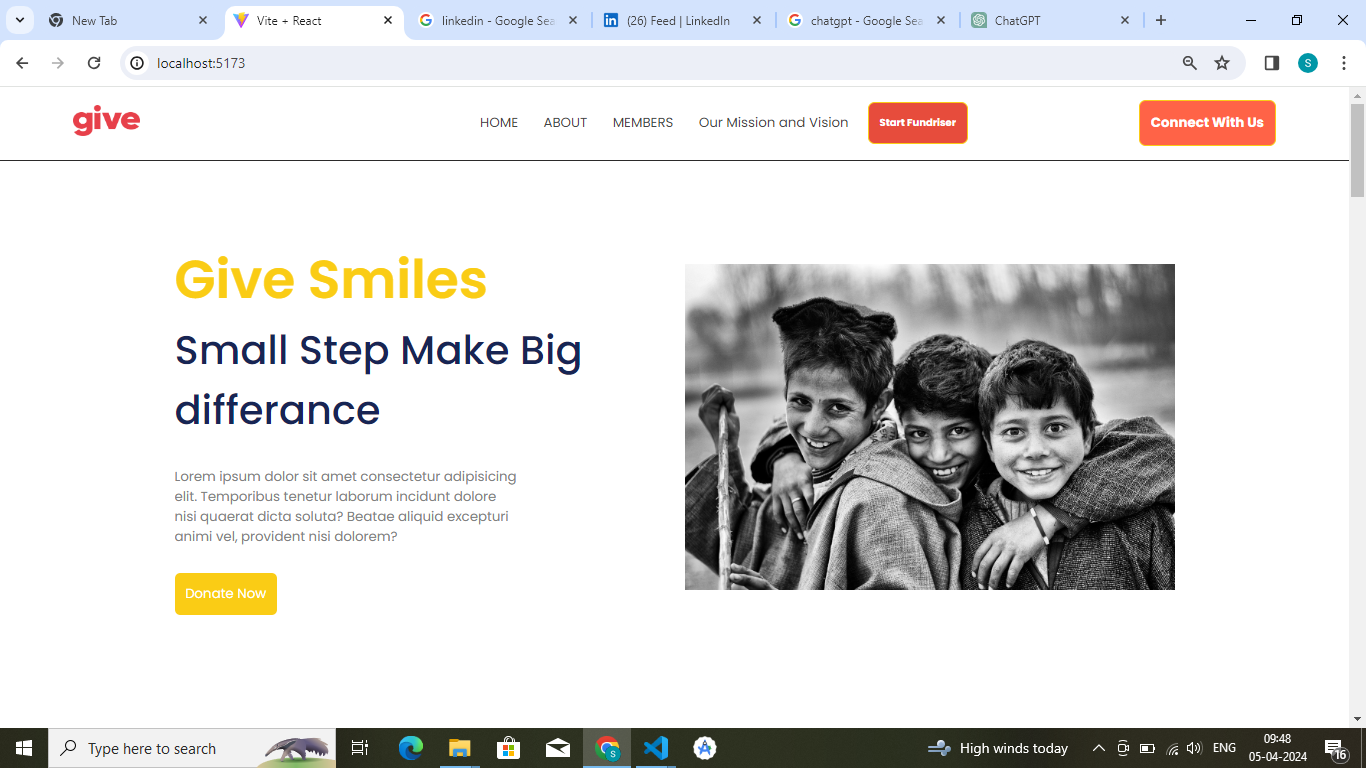 New Tab
Vite + React
linkedin - Google Sea
(26) Feed | LinkedIn
chatgpt - Google Sea
ChatGPT
localhost:5173
S
give
HOME
ABOUT
MEMBERS
Our Mission and Vision
Start Fundriser
Connect With Us
Give Smiles
Small Step Make Big
differance
Lorem ipsum dolor sit amet consectetur adipisicing
elit. Temporibus tenetur laborum incidunt dolore
nisi quaerat dicta soluta? Beatae aliquid excepturi
animi vel, provident nisi dolorem?
Donate Now
Type here to search
High winds today
ENG
09:48
05-04-2024
16